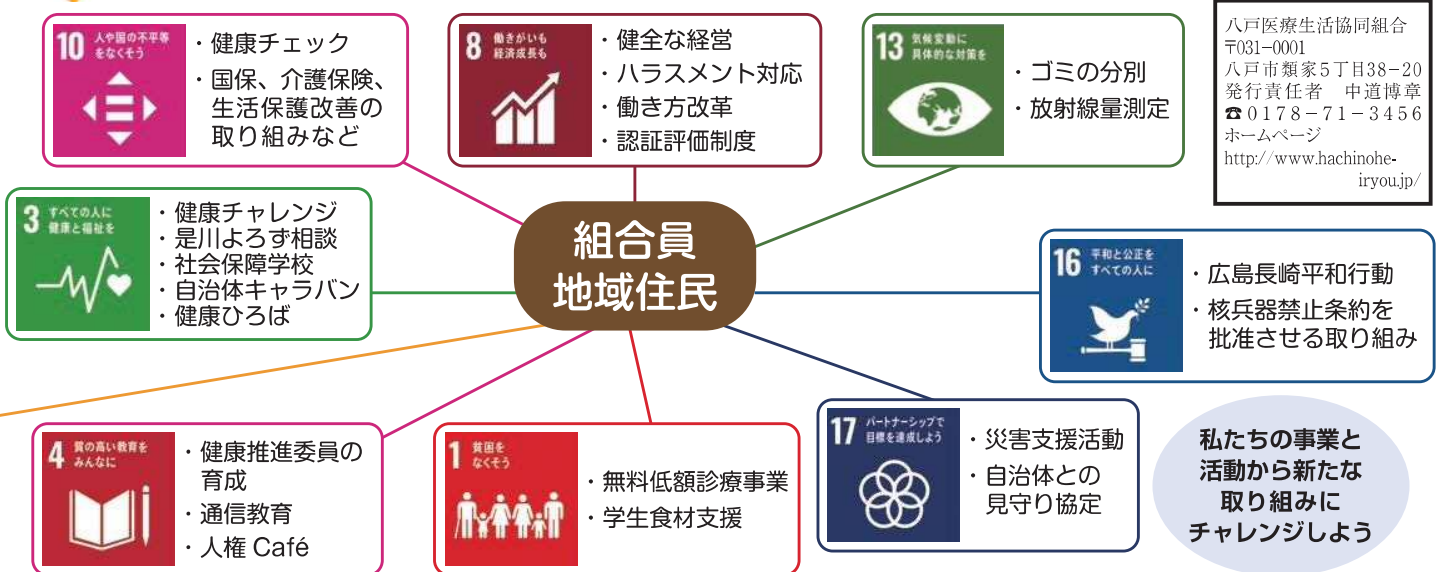 10 人や国の不平等
をなくそう
・健康チェック
・国保、介護保険、
生活保護改善の
取り組みなど
8 働きがいも
経済成長も
・健全な経営
・ハラスメント対応
・働き方改革
・認証評価制度
13 気候変動に
具体的な対策を
・ゴミの分別
・放射線量測定
八戸医療生活協同組合
〒031−0001
八戸市類家5丁目38−20
発行責任者 中道博章
☎0178−71−3456
ホームページ
http://www.hachinohe-
iryou.jp/
3 すべての人に
健康と福祉を
・健康チャレンジ
・是川よろず相談
・社会保障学校
・自治体キャラバン
・健康ひろば
組合員
地域住民
16 平和と公正を
すべての人に
・広島長崎平和行動
・核兵器禁止条約を
批准させる取り組み
4 質の高い教育を
みんなに
・健康推進委員の
育成
・通信教育
・人権 Café
1 貧困を
なくそう
・無料低額診療事業
・学生食材支援
17 パートナーシップで
目標を達成しよう
・災害支援活動
・自治体との
見守り協定
私たちの事業と
活動から新たな
取り組みに
チャレンジしよう